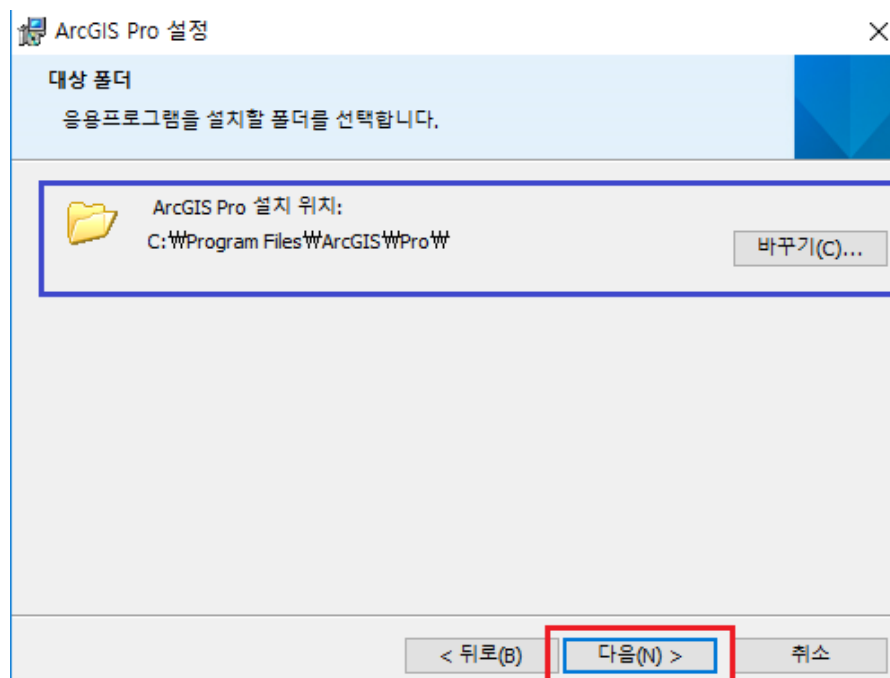 ArcGIS Pro 설정
대상 폴더
응용프로그램을 설치할 폴더를 선택합니다.
ArcGIS Pro 설치 위치:
C:₩Program Files₩ArcGIS₩Pro₩
바꾸기(C)...
< 뒤로(B)
다음(N) >
취소